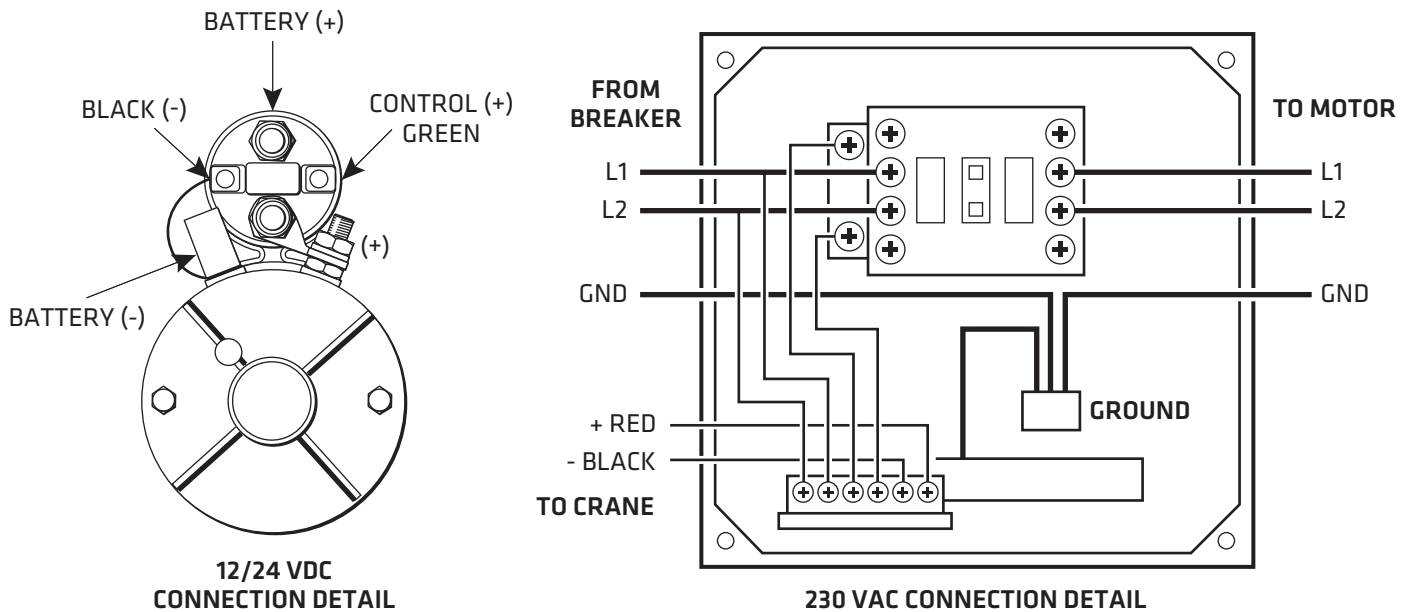 BATTERY (+)
BLACK (-)
CONTROL (+)
GREEN
(+)
BATTERY (-)
12/24 VDC
CONNECTION DETAIL
FROM
BREAKER
TO MOTOR
L1
L1
L2
L2
GND
GND
GROUND
+ RED
- BLACK
TO CRANE
230 VAC CONNECTION DETAIL